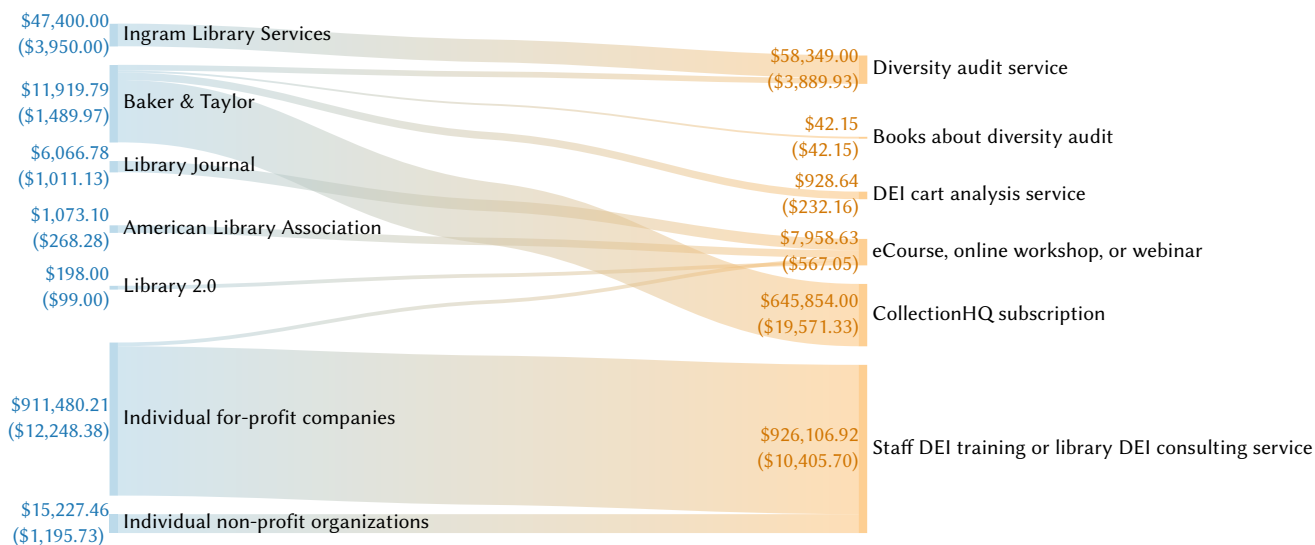 $47,400.00
($3,950.00)
Ingram Library Services
$11,919.79
($1,489.97)
Baker & Taylor
$6,066.78
($1,011.13)
Library Journal
$1,073.10
($268.28)
American Library Association
$198.00
($99.00)
Library 2.0
$911,480.21
($12,248.38)
Individual for-profit companies
$15,227.46
($1,195.73)
Individual non-profit organizations
$58,349.00
($3,889.93)
Diversity audit service
$42.15
($42.15)
Books about diversity audit
$928.64
($232.16)
DEI cart analysis service
$7,958.63
($567.05)
eCourse, online workshop, or webinar
$645,854.00
($19,571.33)
CollectionHQ subscription
$926,106.92
($10,405.70)
Staff DEI training or library DEI consulting service